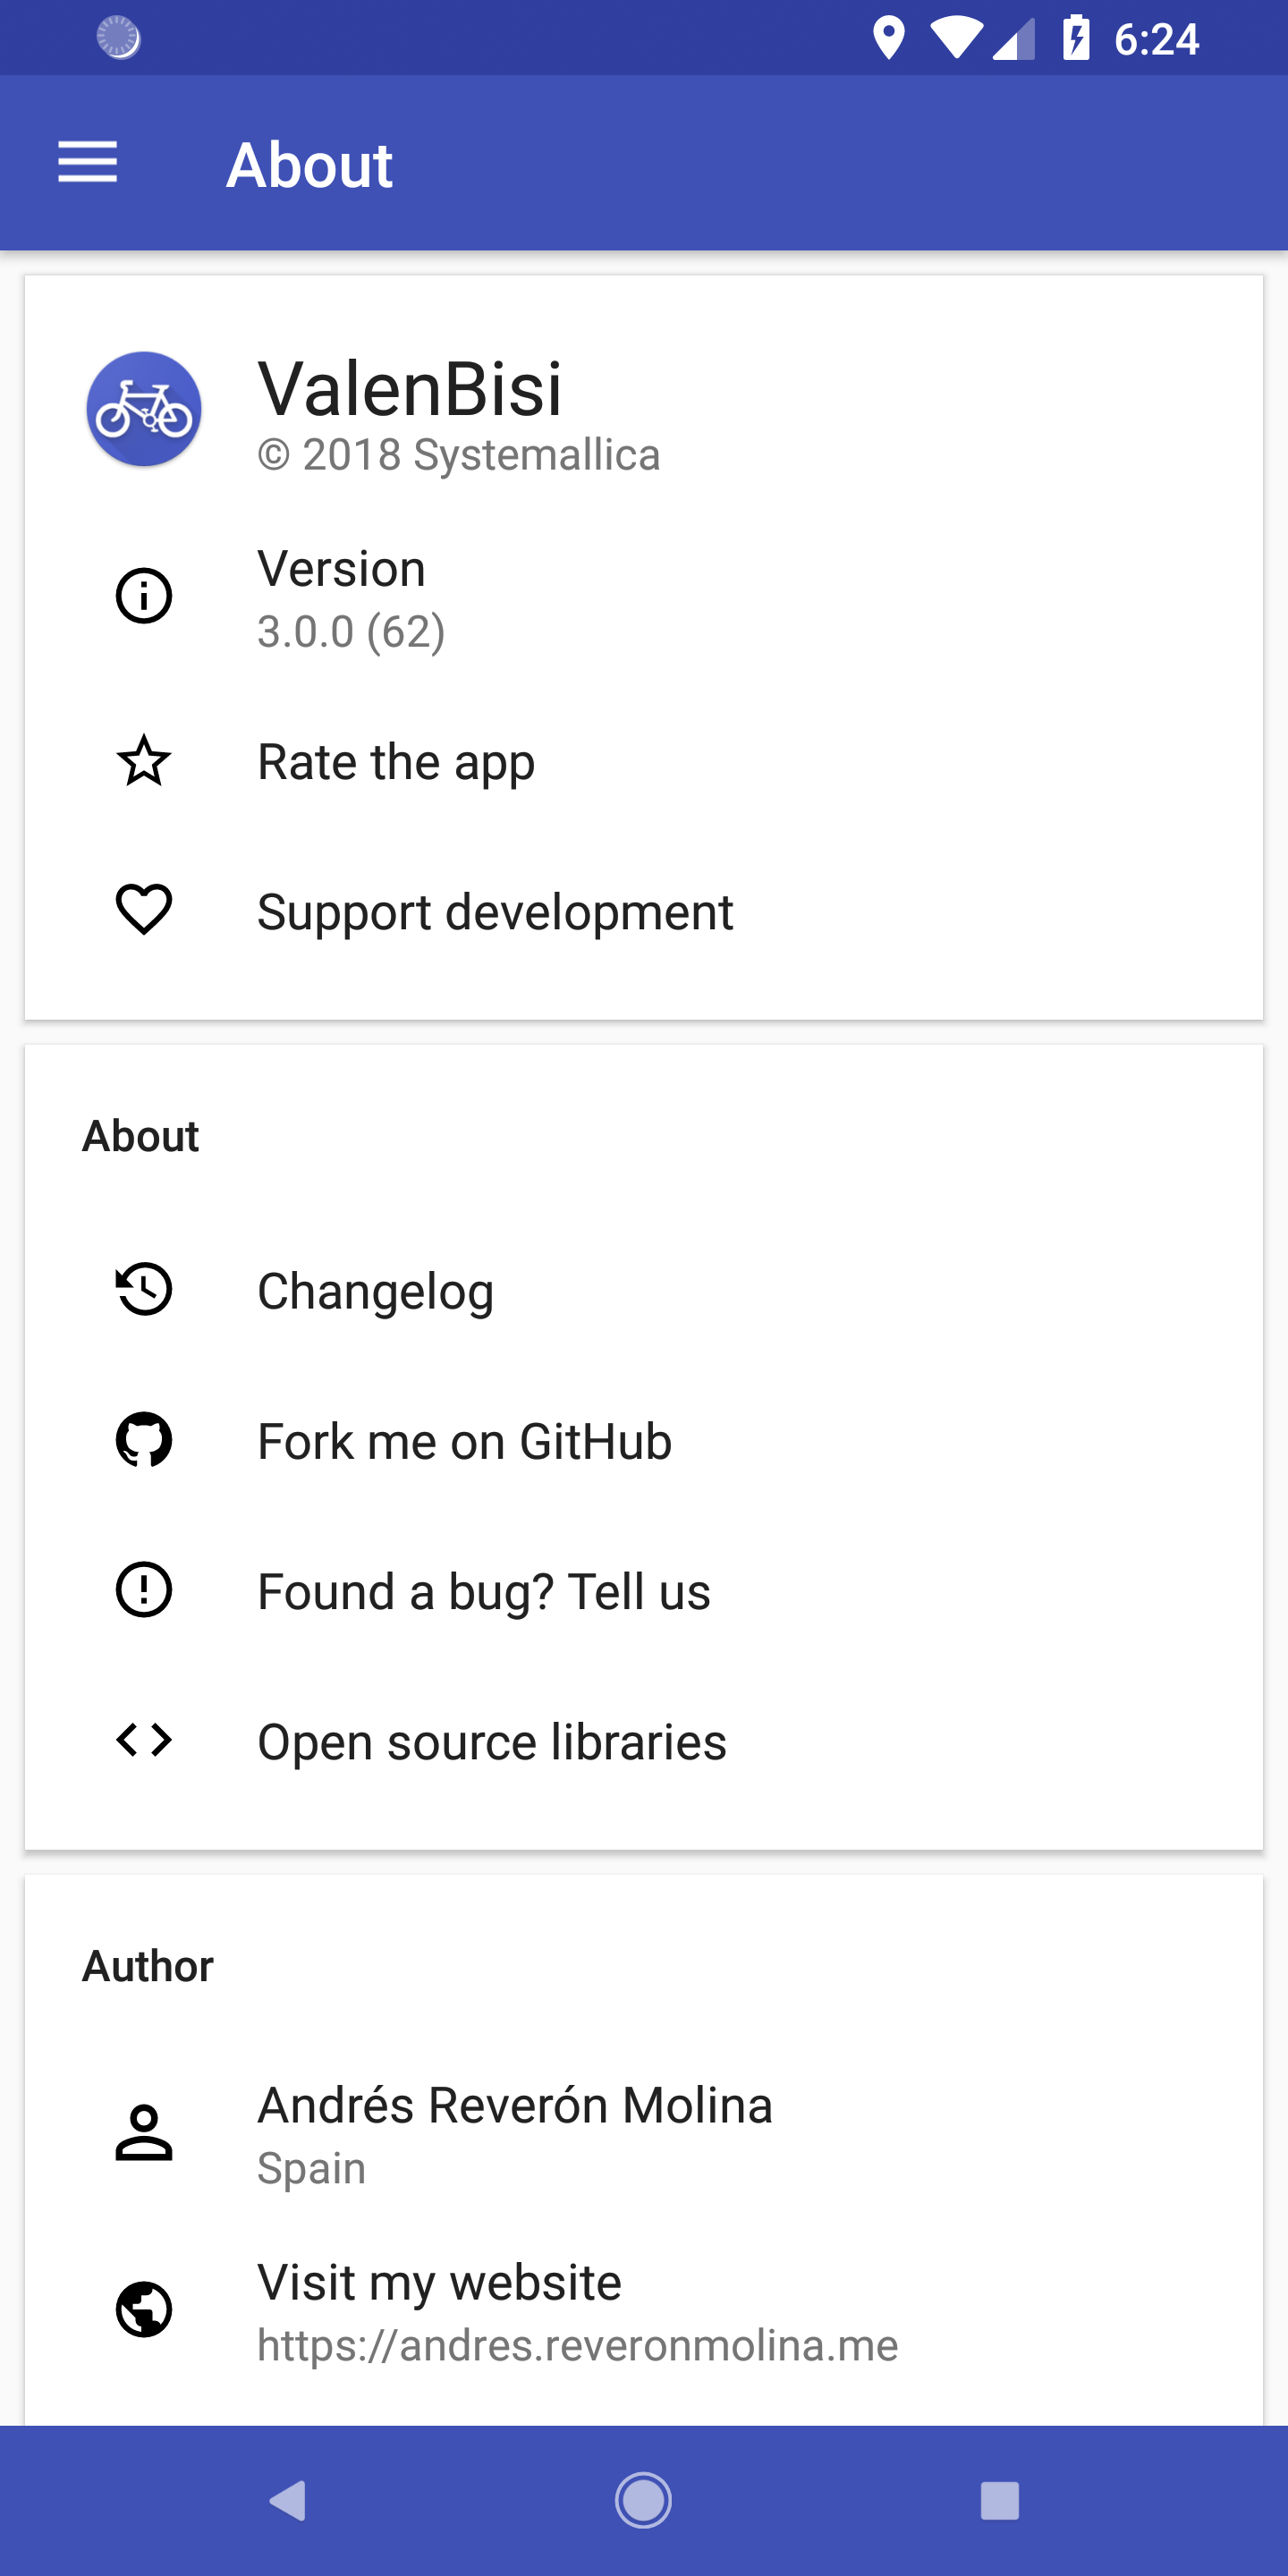 6:24
About
ValenBisi
© 2018 Systemallica
Version
3.0.0 (62)
Rate the app
Support development
About
Changelog
Fork me on GitHub
Found a bug? Tell us
Open source libraries
Author
Andrés Reverón Molina
Spain
Visit my website
https://andres.reveronmolina.me